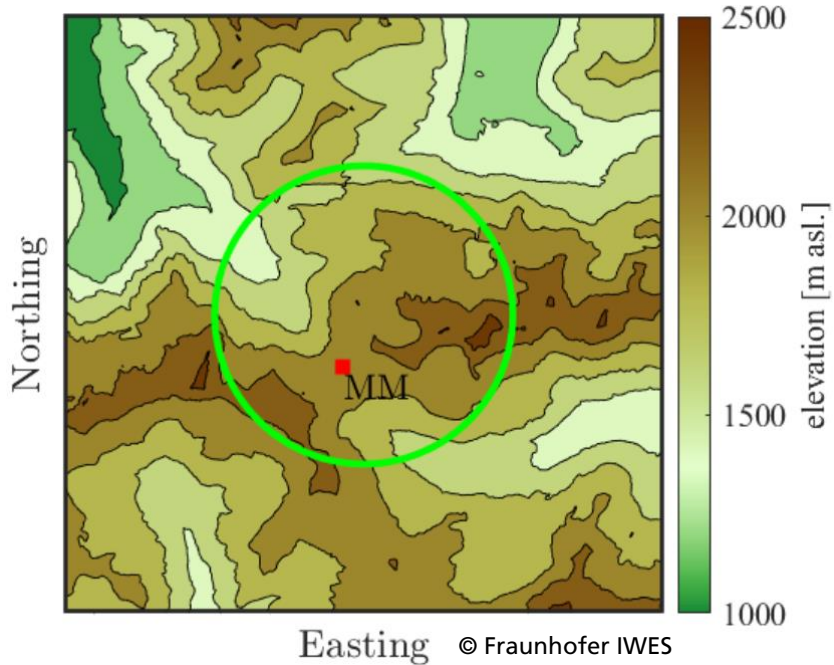 2500
2000
1500
1000
elevation [m asl.]
Northing
MM
Easting
© Fraunhofer IWES